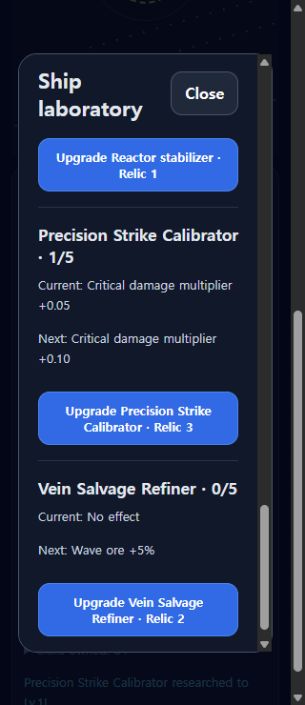 Ship
laboratory
Close
Upgrade Reactor stabilizer ·
Relic 1
Precision Strike Calibrator
· 1/5
Current: Critical damage multiplier
+0.05
Next: Critical damage multiplier
+0.10
Upgrade Precision Strike
Calibrator · Relic 3
Vein Salvage Refiner · 0/5
Current: No effect
Next: Wave ore +5%
Upgrade Vein Salvage
Refiner · Relic 2
Precision Strike Calibrator researched to